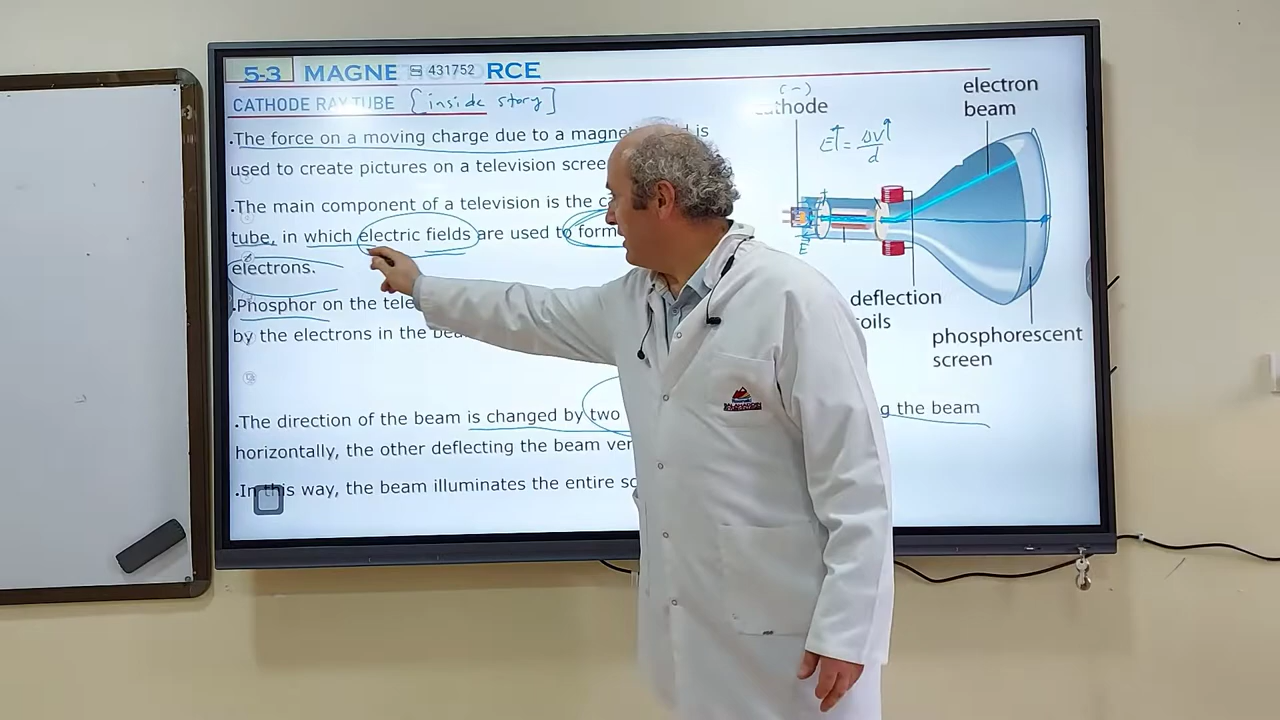 5-3 MAGNE 431752 RCE
CATHODE RAY TUBE [inside story]
.The force on a moving charge due to a magne is
used to create pictures on a television scree
.The main component of a television is the c
tube, in which electric fields are used to form
electrons.
.Phosphor on the tele
by the electrons in the
.The direction of the beam is changed by two g the beam
horizontally, the other deflecting the beam ver
.In this way, the beam illuminates the entire sc
(-)
cathode
E↑ = ΔV↑
d
electron
beam
+
E
deflection
oils
phosphorescent
screen